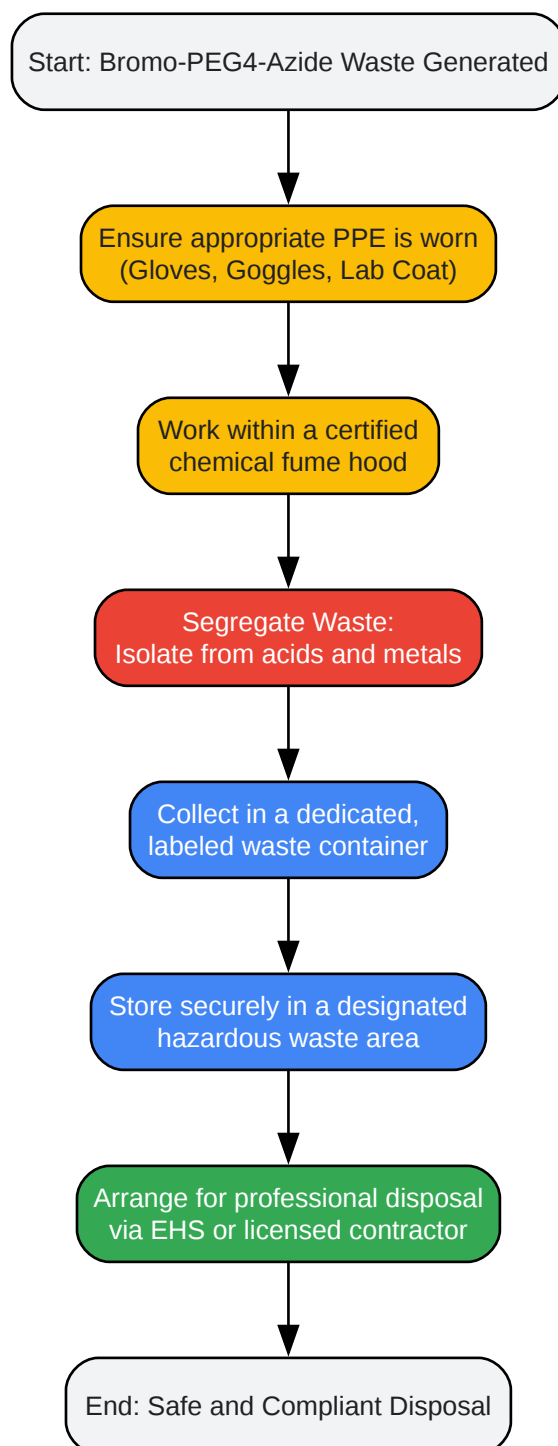 Start: Bromo-PEG4-Azide Waste Generated
Ensure appropriate PPE is worn
(Gloves, Goggles, Lab Coat)
Work within a certified
chemical fume hood
Segregate Waste:
Isolate from acids and metals
Collect in a dedicated,
labeled waste container
Store securely in a designated
hazardous waste area
Arrange for professional disposal
via EHS or licensed contractor
End: Safe and Compliant Disposal